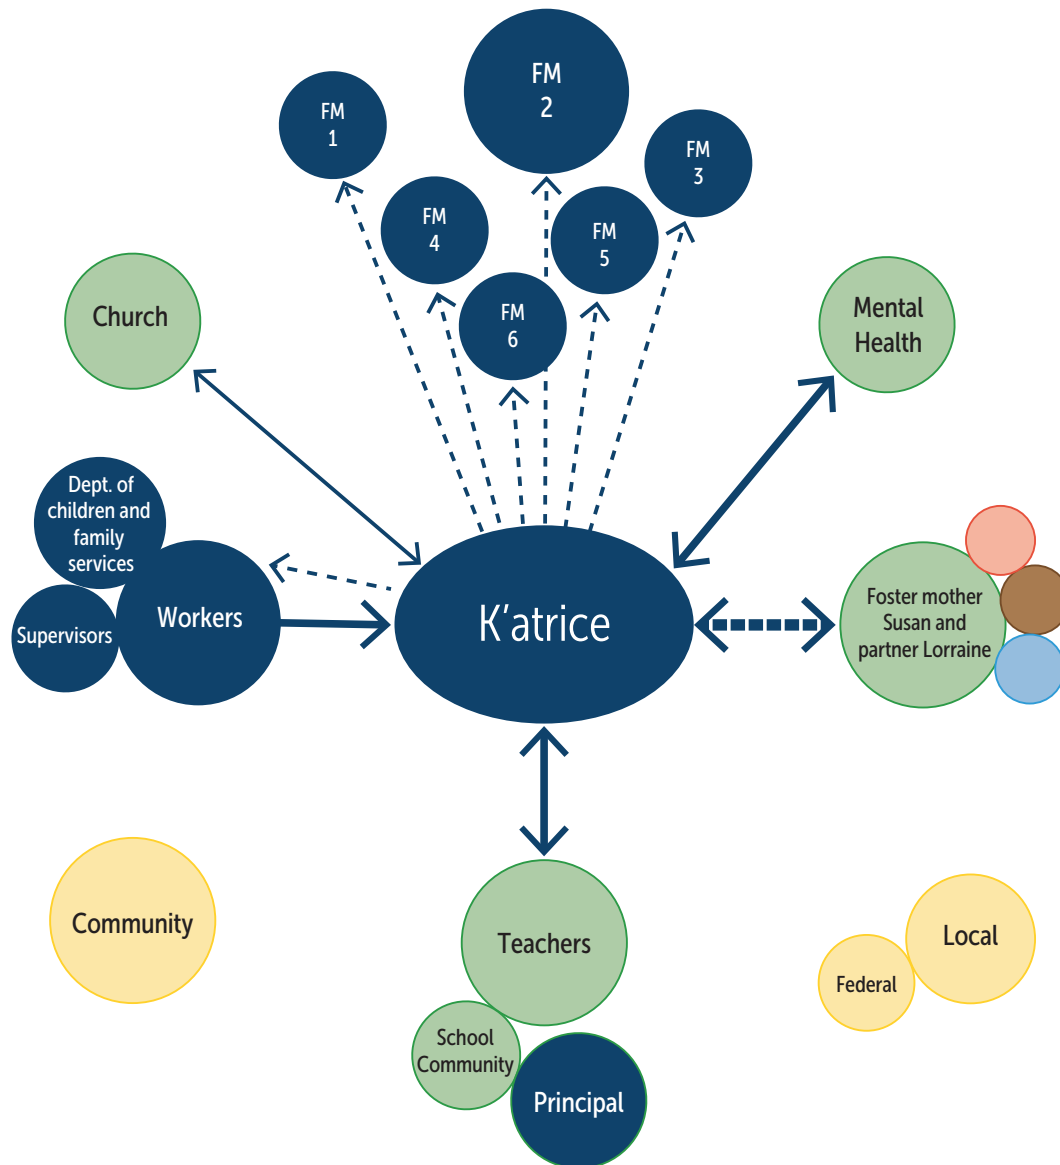 FM
1
FM
2
FM
3
FM
4
FM
5
FM
6
Church
Mental
Health
Dept. of
children and
family
services
Workers
Supervisors
K'atrice
Foster mother
Susan and
partner Lorraine
Community
Teachers
School
Community
Principal
Local
Federal